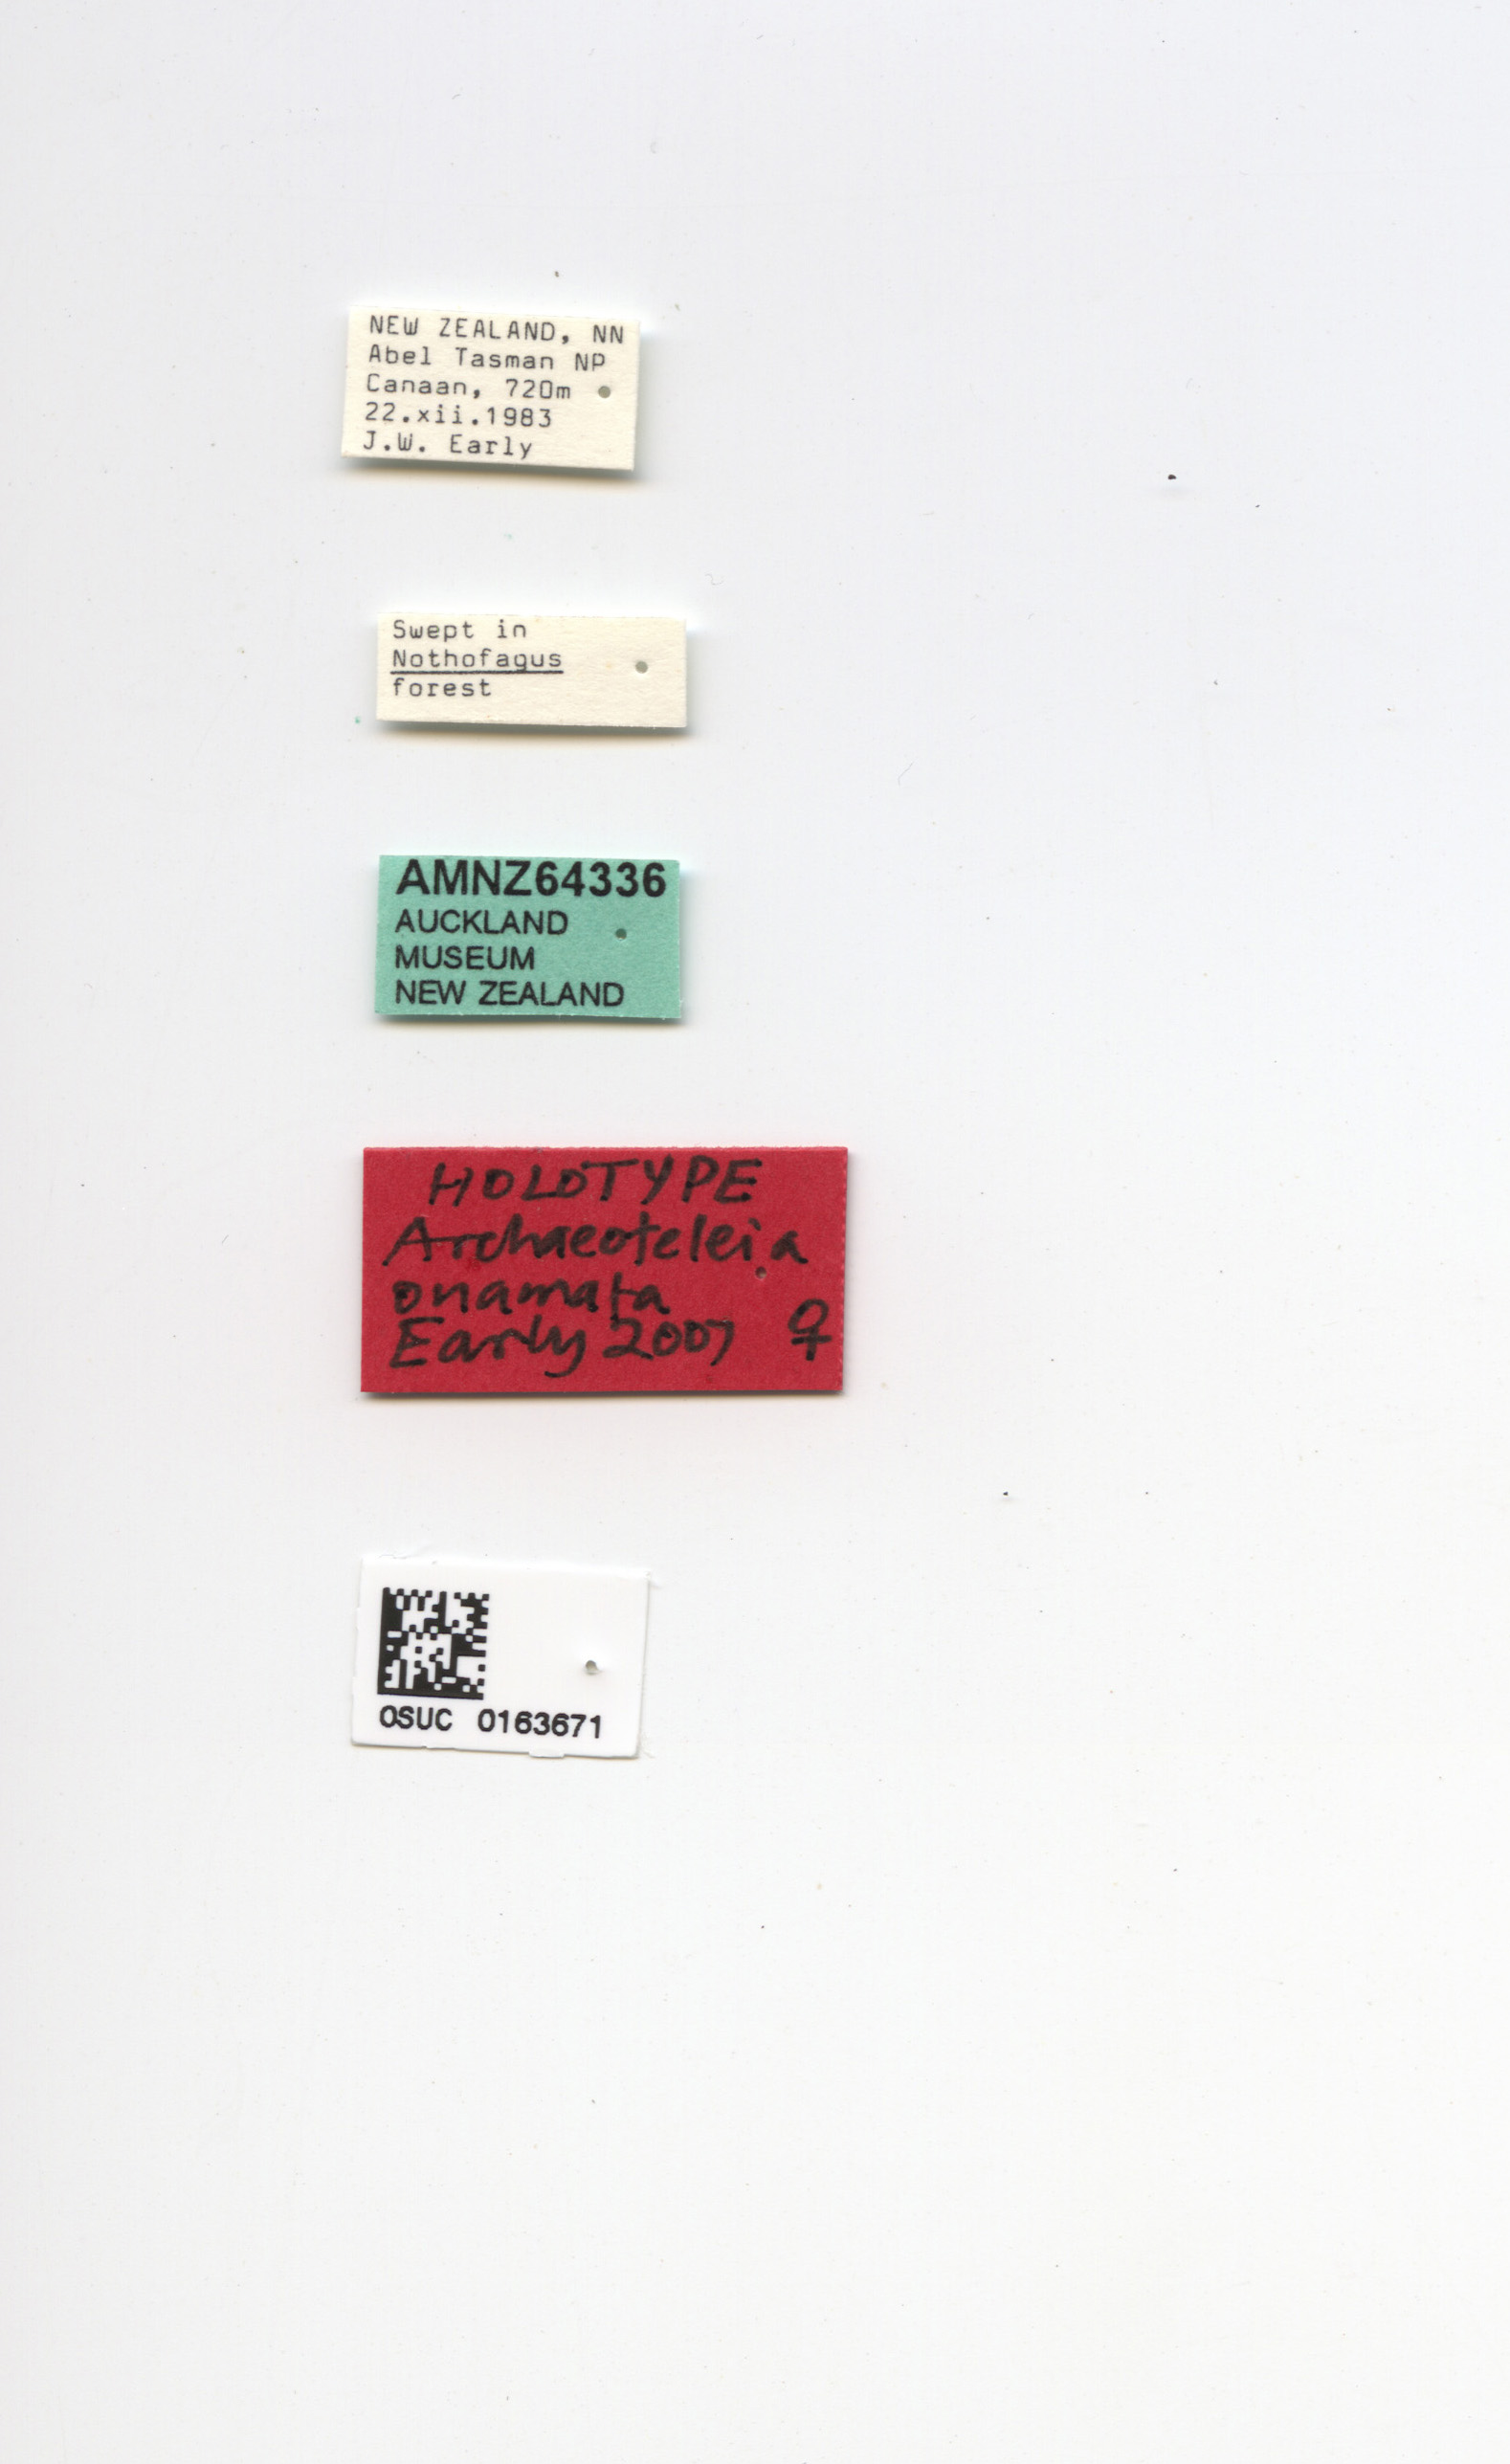 NEW ZEALAND, NN
Abel Tasman NP
Canaan, 720m
22.xii.1983
J.W. Early
Swept in
Nothofagus
forest
AMNZ64336
AUCKLAND
MUSEUM
NEW ZEALAND
HOLOTYPE
Archaeoteleia
onamata
Early 2007 ♀
OSUC 0163671